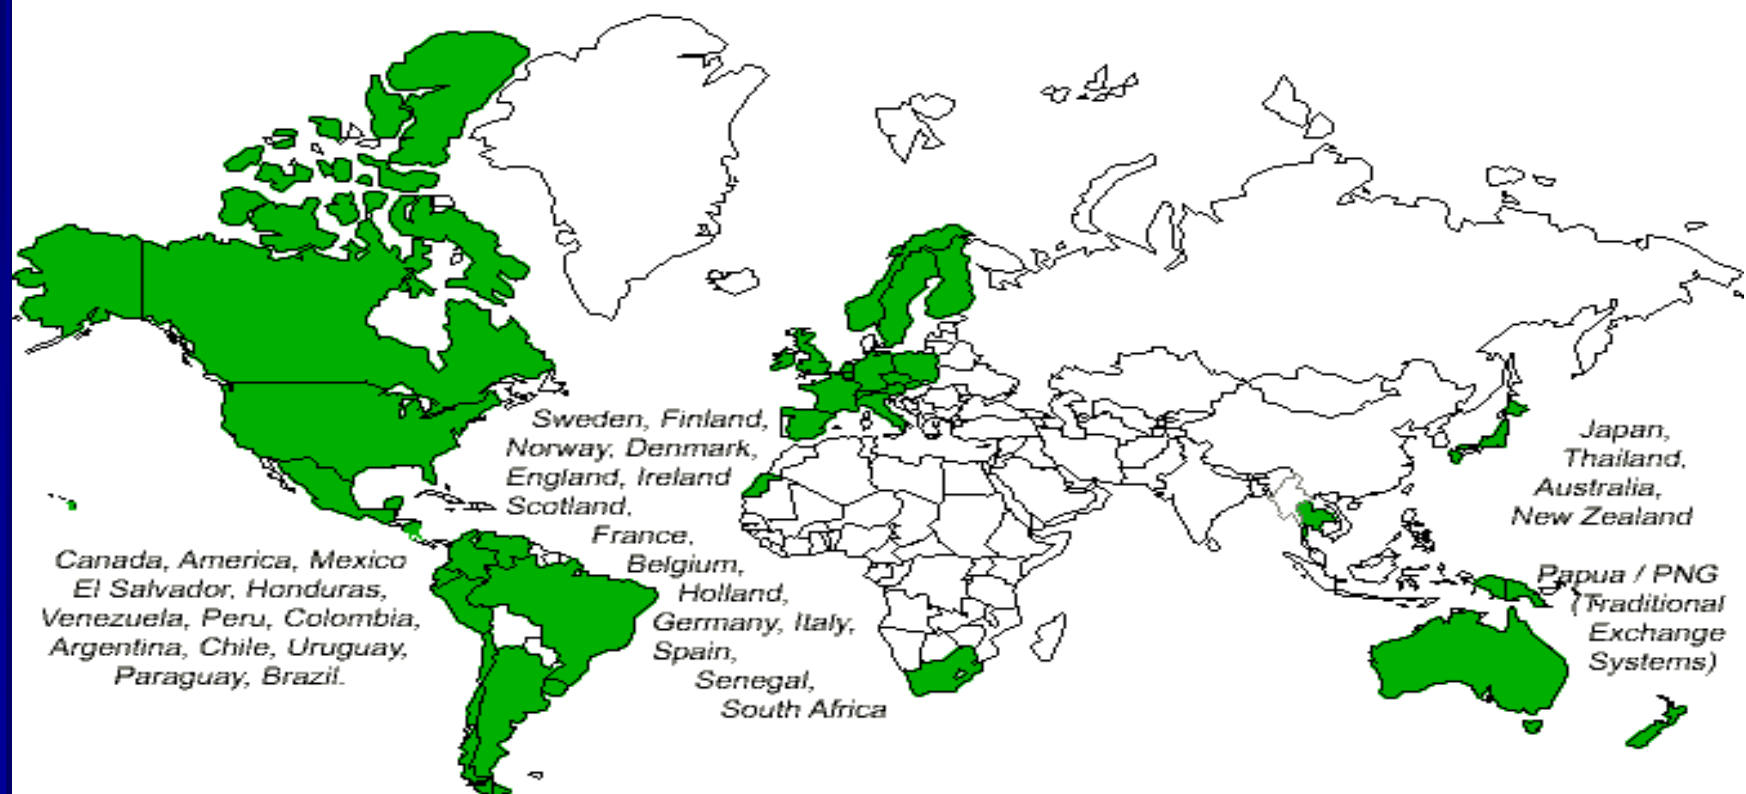 Canada, America, Mexico
El Salvador, Honduras,
Venezuela, Peru, Colombia,
Argentina, Chile, Uruguay,
Paraguay, Brazil.
Sweden, Finland,
Norway, Denmark,
England, Ireland
Scotland,
France,
Belgium,
Holland,
Germany, Italy,
Spain,
Senegal,
South Africa
Japan,
Thailand,
Australia,
New Zealand
Papua / PNG
(Traditional
Exchange
Systems)